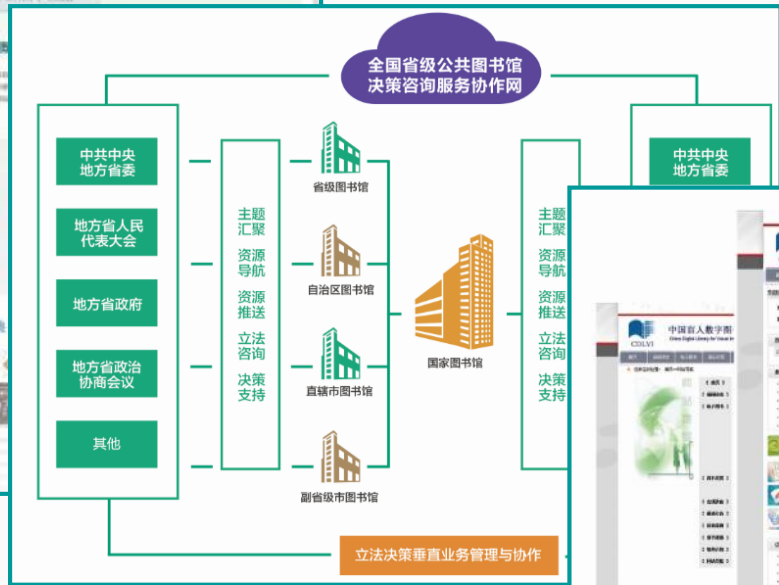 全国省级公共图书馆
决策咨询服务协作网
中共中央
地方省委
地方省人民
代表大会
地方省政府
地方省政治
协商会议
其他
主题
汇聚
资源
导航
资源
推送
立法
咨询
决策
支持
省级图书馆
自治区图书馆
直辖市图书馆
副省级市图书馆
国家图书馆
主题
汇聚
资源
导航
资源
推送
立法
咨询
决策
支持
中共中央
地方省委
立法决策垂直业务管理与协作
中国盲人数字图
CDLVI